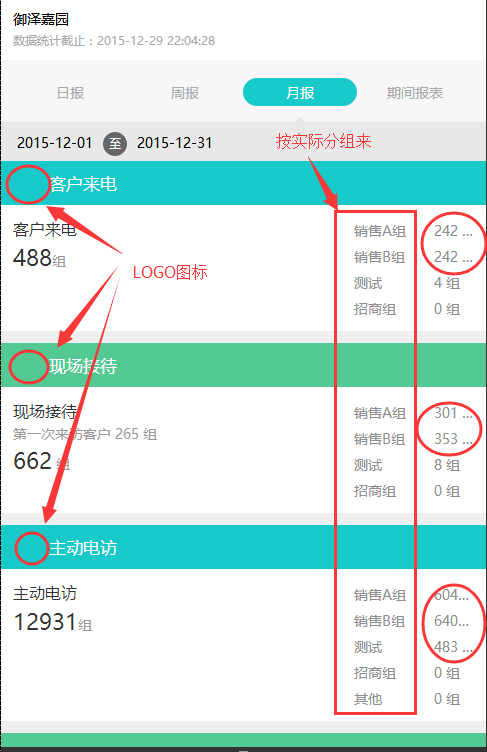 御泽嘉园
数据统计截止：2015-12-29 22:04:28
日报 周报 月报 期间报表
2015-12-01 至 2015-12-31
按实际分组来
客户来电
客户来电
488组
销售A组 242 ...
销售B组 242 ...
测试 4 组
招商组 0 组
LOGO图标
现场接待
现场接待
第一次来访客户 265 组
662 组
销售A组 301 ...
销售B组 353 ...
测试 8 组
招商组 0 组
主动电访
主动电访
12931组
销售A组 604...
销售B组 640...
测试 483 ...
招商组 0 组
其他 0 组